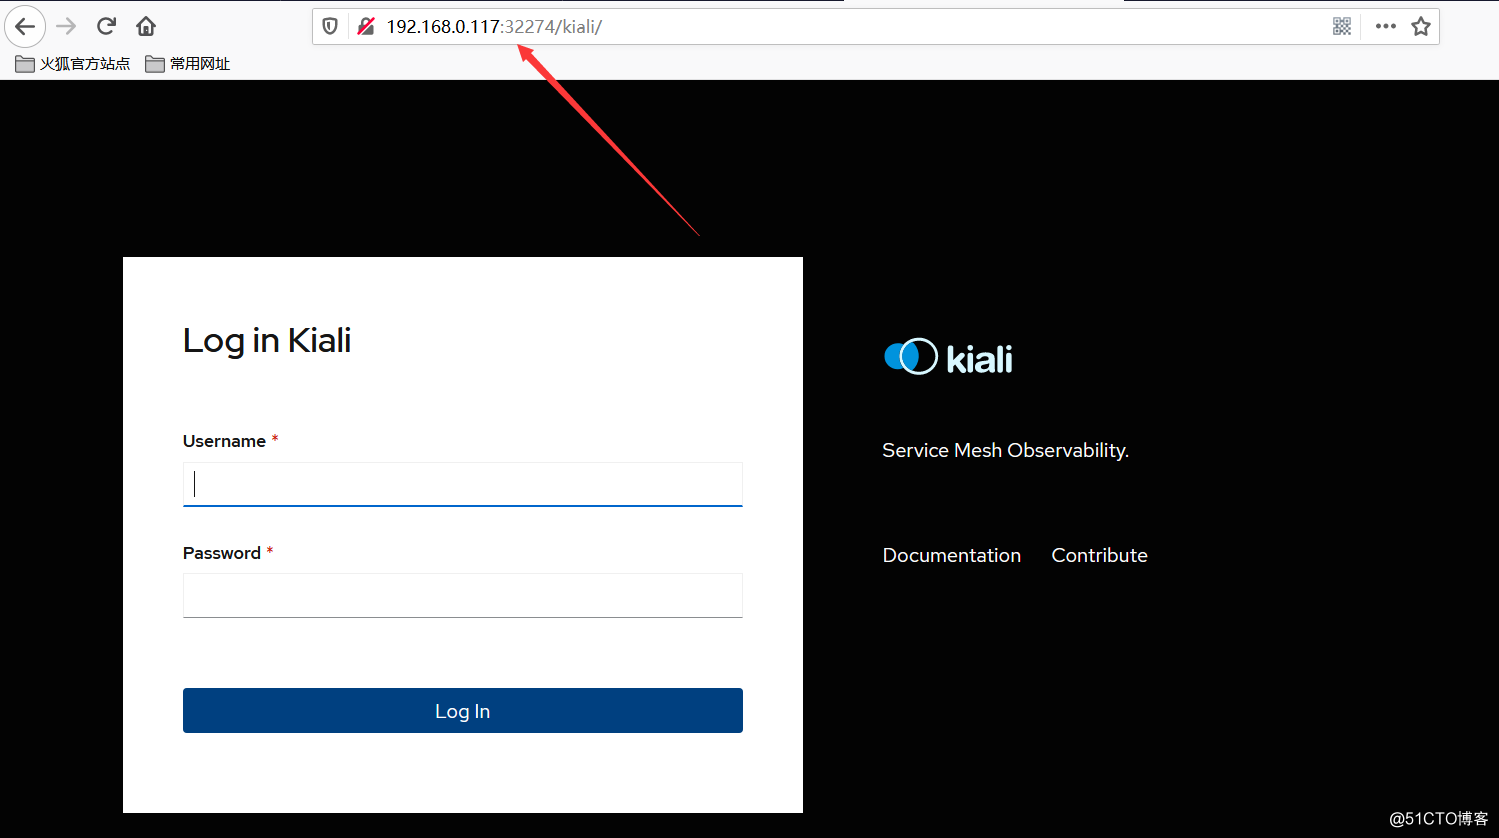 192.168.0.117:32274/kiali/
火狐官方站点 常用网址
Log in Kiali
Username *
Password *
Log In
kiali
Service Mesh Observability.
Documentation Contribute
@51CTO博客